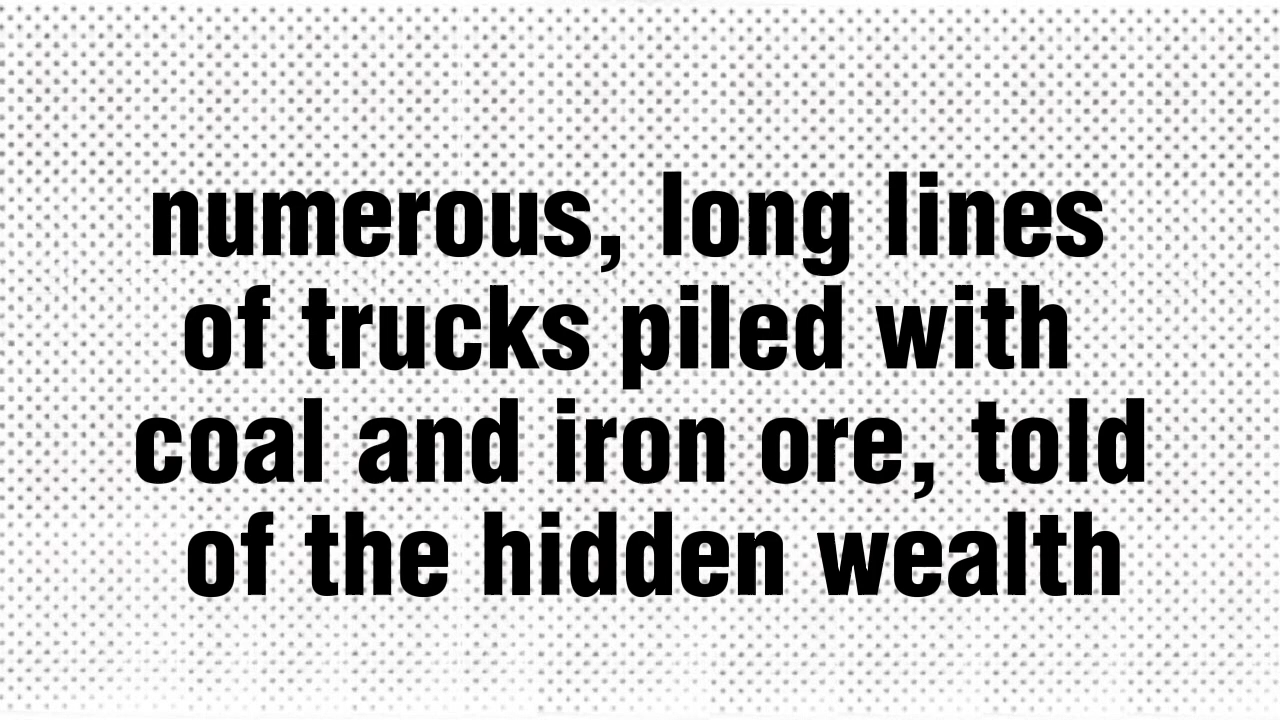 numerous, long lines
of trucks piled with
coal and iron ore, told
of the hidden wealth